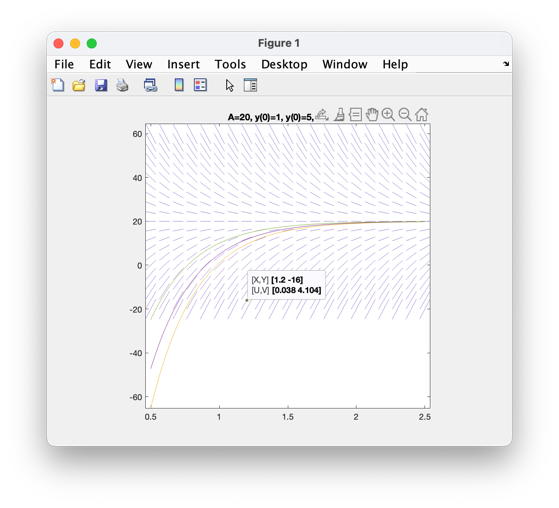 Figure 1
File Edit View Insert Tools Desktop Window Help
A=20, y(0)=1, y(0)=5,
60
40
20
0
-20
-40
-60
[X,Y] [1.2 -16]
[U,V] [0.038 4.104]
0.5 1 1.5 2 2.5